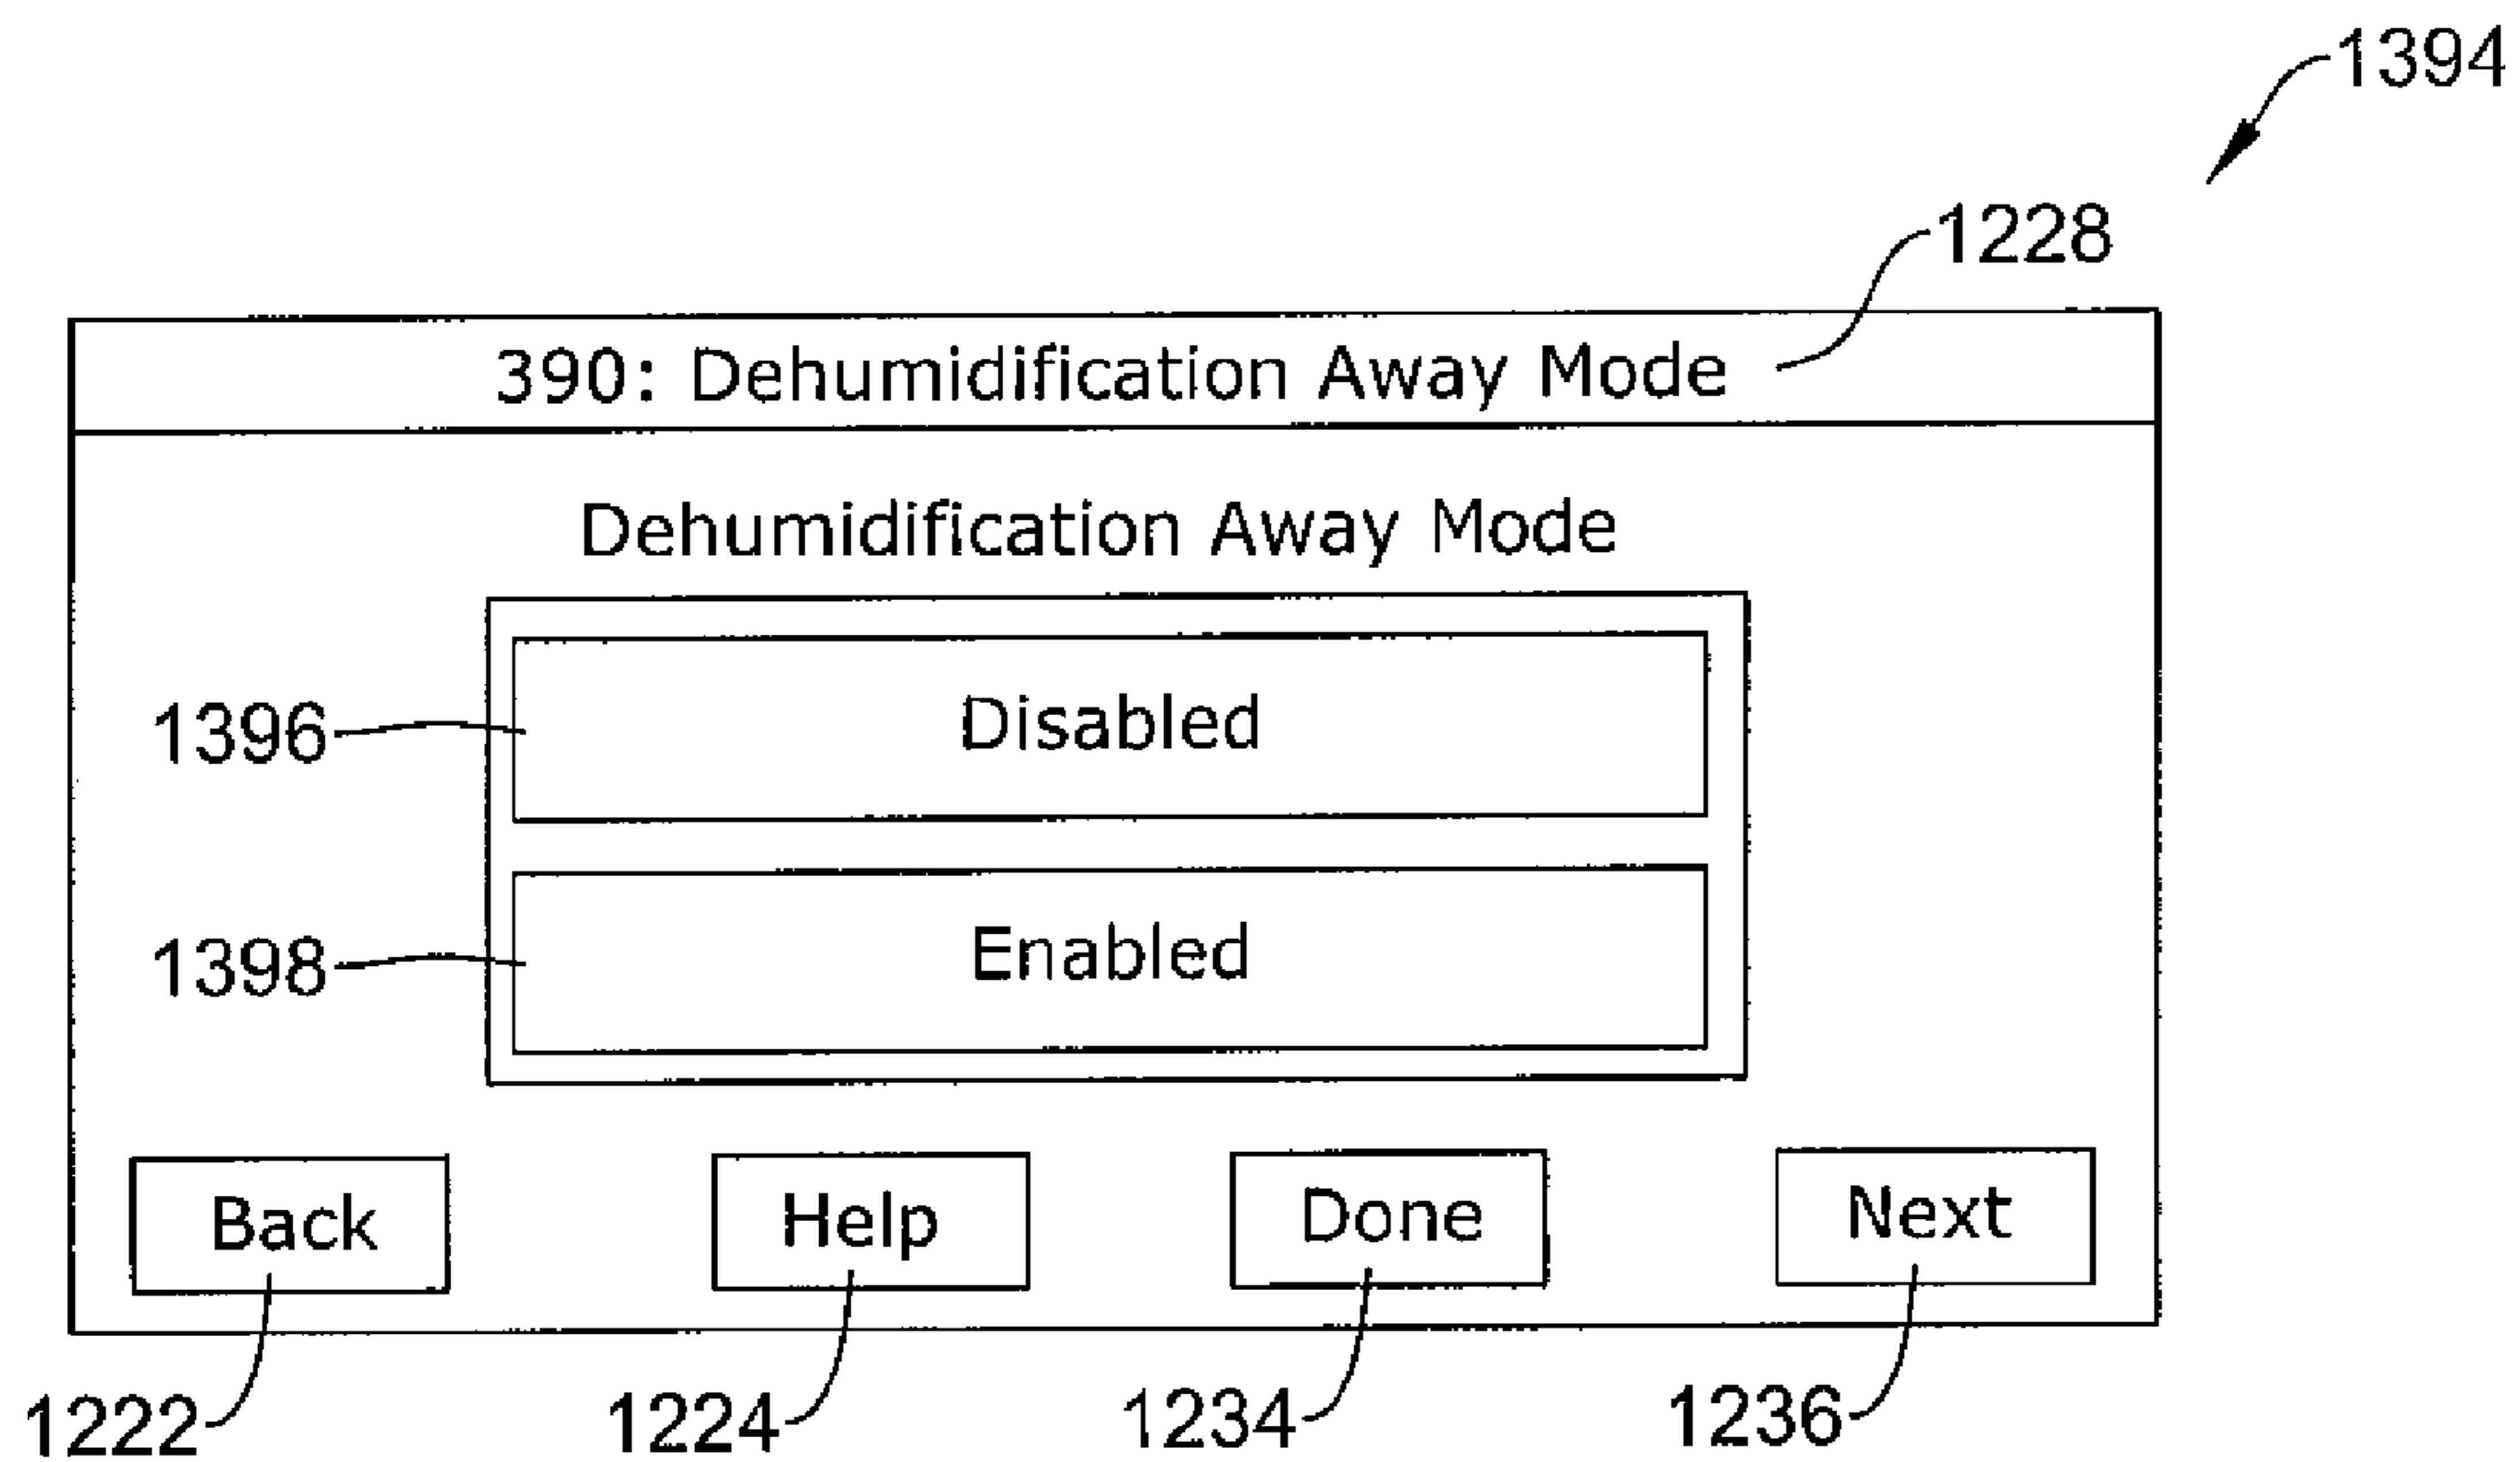 1394
1228
390: Dehumidification Away Mode
Dehumidification Away Mode
1396 Disabled
1398 Enabled
Back Help Done Next
1222 1224 1234 1236